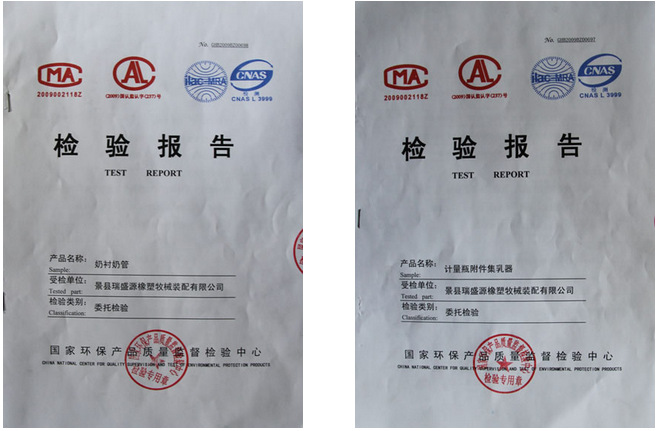 No.
CMA
2009002118Z
CAL
(2009)国认监认字(237)号
ilac-MRA
CNAS
检测
CNAS L 3999
检验报告
TEST REPORT
产品名称: 奶衬奶管
Sample:
受检单位: 景县瑞盛源橡塑牧械装配有限公司
Tested part:
检验类别: 委托检验
Classification:
国家环保产品质量监督检验中心
CHINA NATIONAL CENTER FOR QUALITY SUPERVISION AND TEST OF ENVIRONMENTAL PROTECTION PRODUCTS
检验专用章
No.
CMA
2009002118Z
CAL
(2009)国认监认字(237)号
ilac-MRA
CNAS
检测
CNAS L 3999
检验报告
TEST REPORT
产品名称: 计量瓶附件集乳器
Sample:
受检单位: 景县瑞盛源橡塑牧械装配有限公司
Tested part:
检验类别: 委托检验
Classification:
国家环保产品质量监督检验中心
CHINA NATIONAL CENTER FOR QUALITY SUPERVISION AND TEST OF ENVIRONMENTAL PROTECTION PRODUCTS
检验专用章